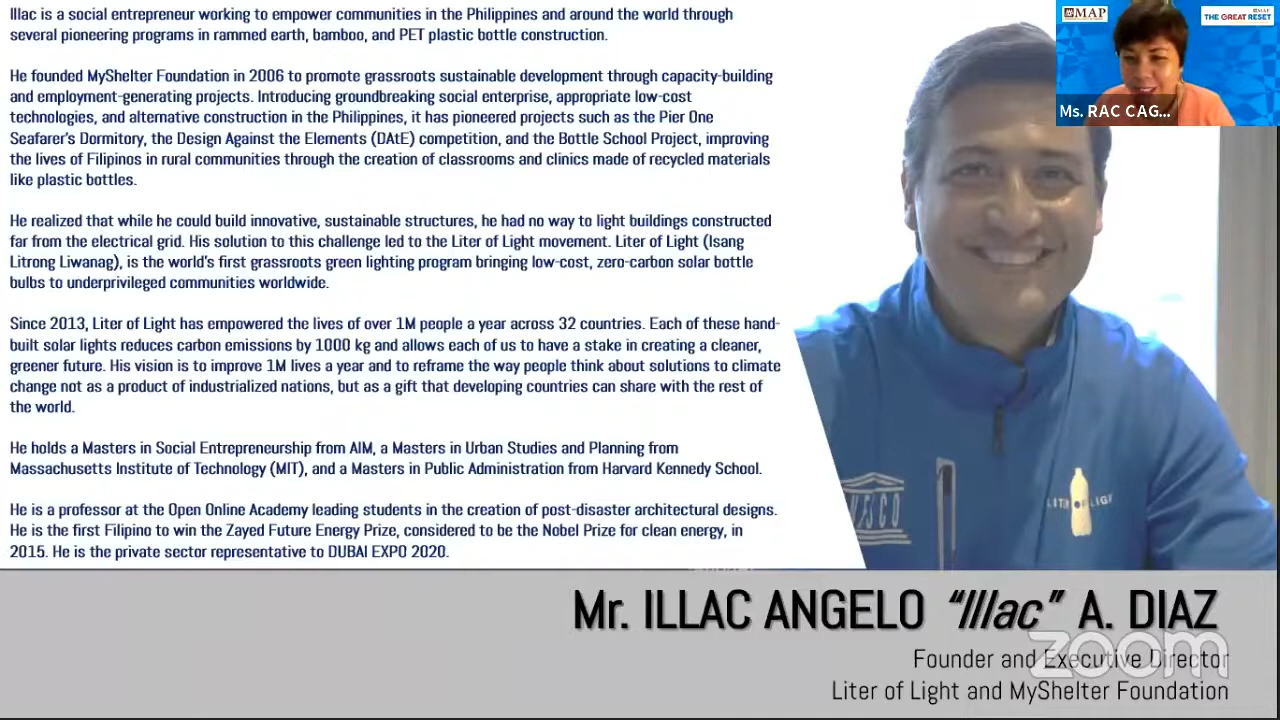 Illac is a social entrepreneur working to empower communities in the Philippines and around the world through
several pioneering programs in rammed earth, bamboo, and PET plastic bottle construction.
He founded MyShelter Foundation in 2006 to promote grassroots sustainable development through capacity-building
and employment-generating projects. Introducing groundbreaking social enterprise, appropriate low-cost
technologies, and alternative construction in the Philippines, it has pioneered projects such as the Pier One
Seafarer's Dormitory, the Design Against the Elements (DAtE) competition, and the Bottle School Project, improving
the lives of Filipinos in rural communities through the creation of classrooms and clinics made of recycled materials
like plastic bottles.
He realized that while he could build innovative, sustainable structures, he had no way to light buildings constructed
far from the electrical grid. His solution to this challenge led to the Liter of Light movement. Liter of Light (Isang
Litrong Liwanag), is the world's first grassroots green lighting program bringing low-cost, zero-carbon solar bottle
bulbs to underprivileged communities worldwide.
Since 2013, Liter of Light has empowered the lives of over 1M people a year across 32 countries. Each of these hand-
built solar lights reduces carbon emissions by 1000 kg and allows each of us to have a stake in creating a cleaner,
greener future. His vision is to improve 1M lives a year and to reframe the way people think about solutions to climate
change not as a product of industrialized nations, but as a gift that developing countries can share with the rest of
the world.
He holds a Masters in Social Entrepreneurship from AIM, a Masters in Urban Studies and Planning from
Massachusetts Institute of Technology (MIT), and a Masters in Public Administration from Harvard Kennedy School.
He is a professor at the Open Online Academy leading students in the creation of post-disaster architectural designs.
He is the first Filipino to win the Zayed Future Energy Prize, considered to be the Nobel Prize for clean energy, in
2015. He is the private sector representative to DUBAI EXPO 2020.
MAP
MAP
THE GREAT RESET
Ms. RAC CAG...
UNESCO
LITER OF LIGHT
Mr. ILLAC ANGELO "Illac" A. DIAZ
Founder and Executive Director
Liter of Light and MyShelter Foundation
zoom